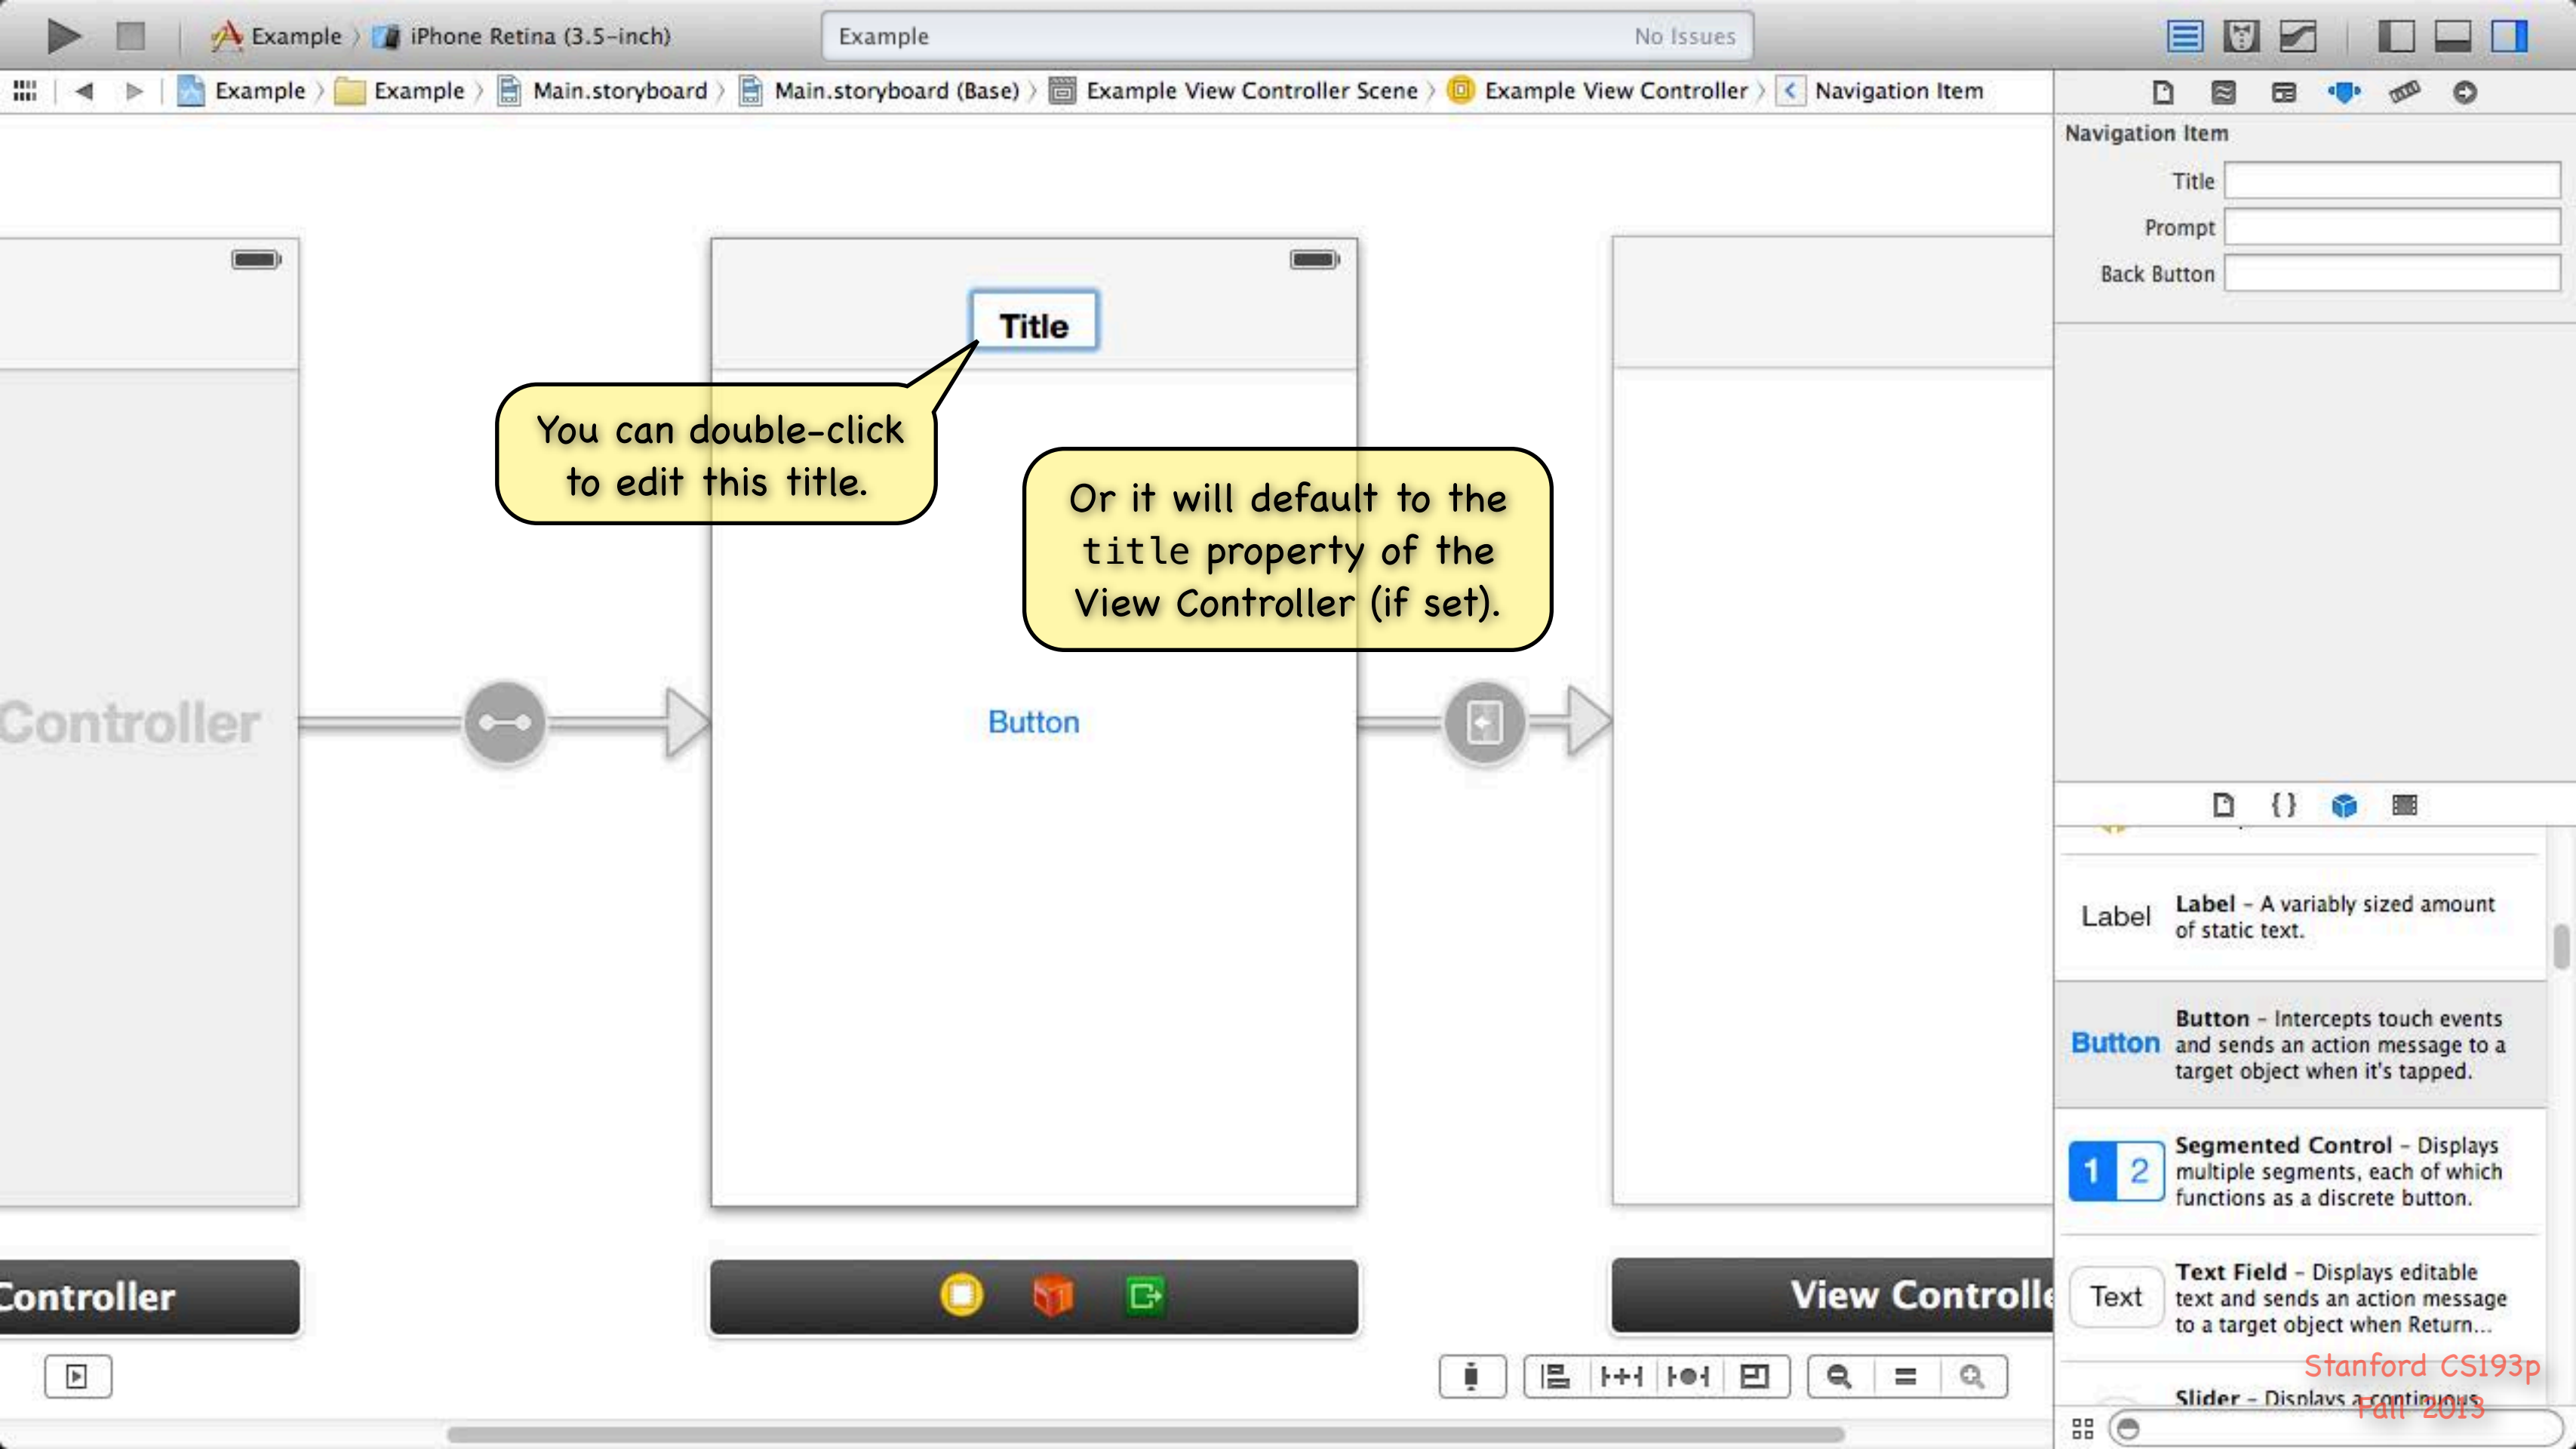 Example
iPhone Retina (3.5-inch)
Example
No Issues
Example
Example
Main.storyboard
Main.storyboard (Base)
Example View Controller Scene
Example View Controller
Navigation Item
Navigation Item
Title
Prompt
Back Button
Title
You can double-click
to edit this title.
Or it will default to the
title property of the
View Controller (if set).
Controller
Button
Label
Label - A variably sized amount
of static text.
Button
Button - Intercepts touch events
and sends an action message to a
target object when it's tapped.
1 2
Segmented Control - Displays
multiple segments, each of which
functions as a discrete button.
Text
Text Field - Displays editable
text and sends an action message
to a target object when Return...
Slider - Displays a continuous
Controller
View Controlle
Stanford CS193p
Fall 2013